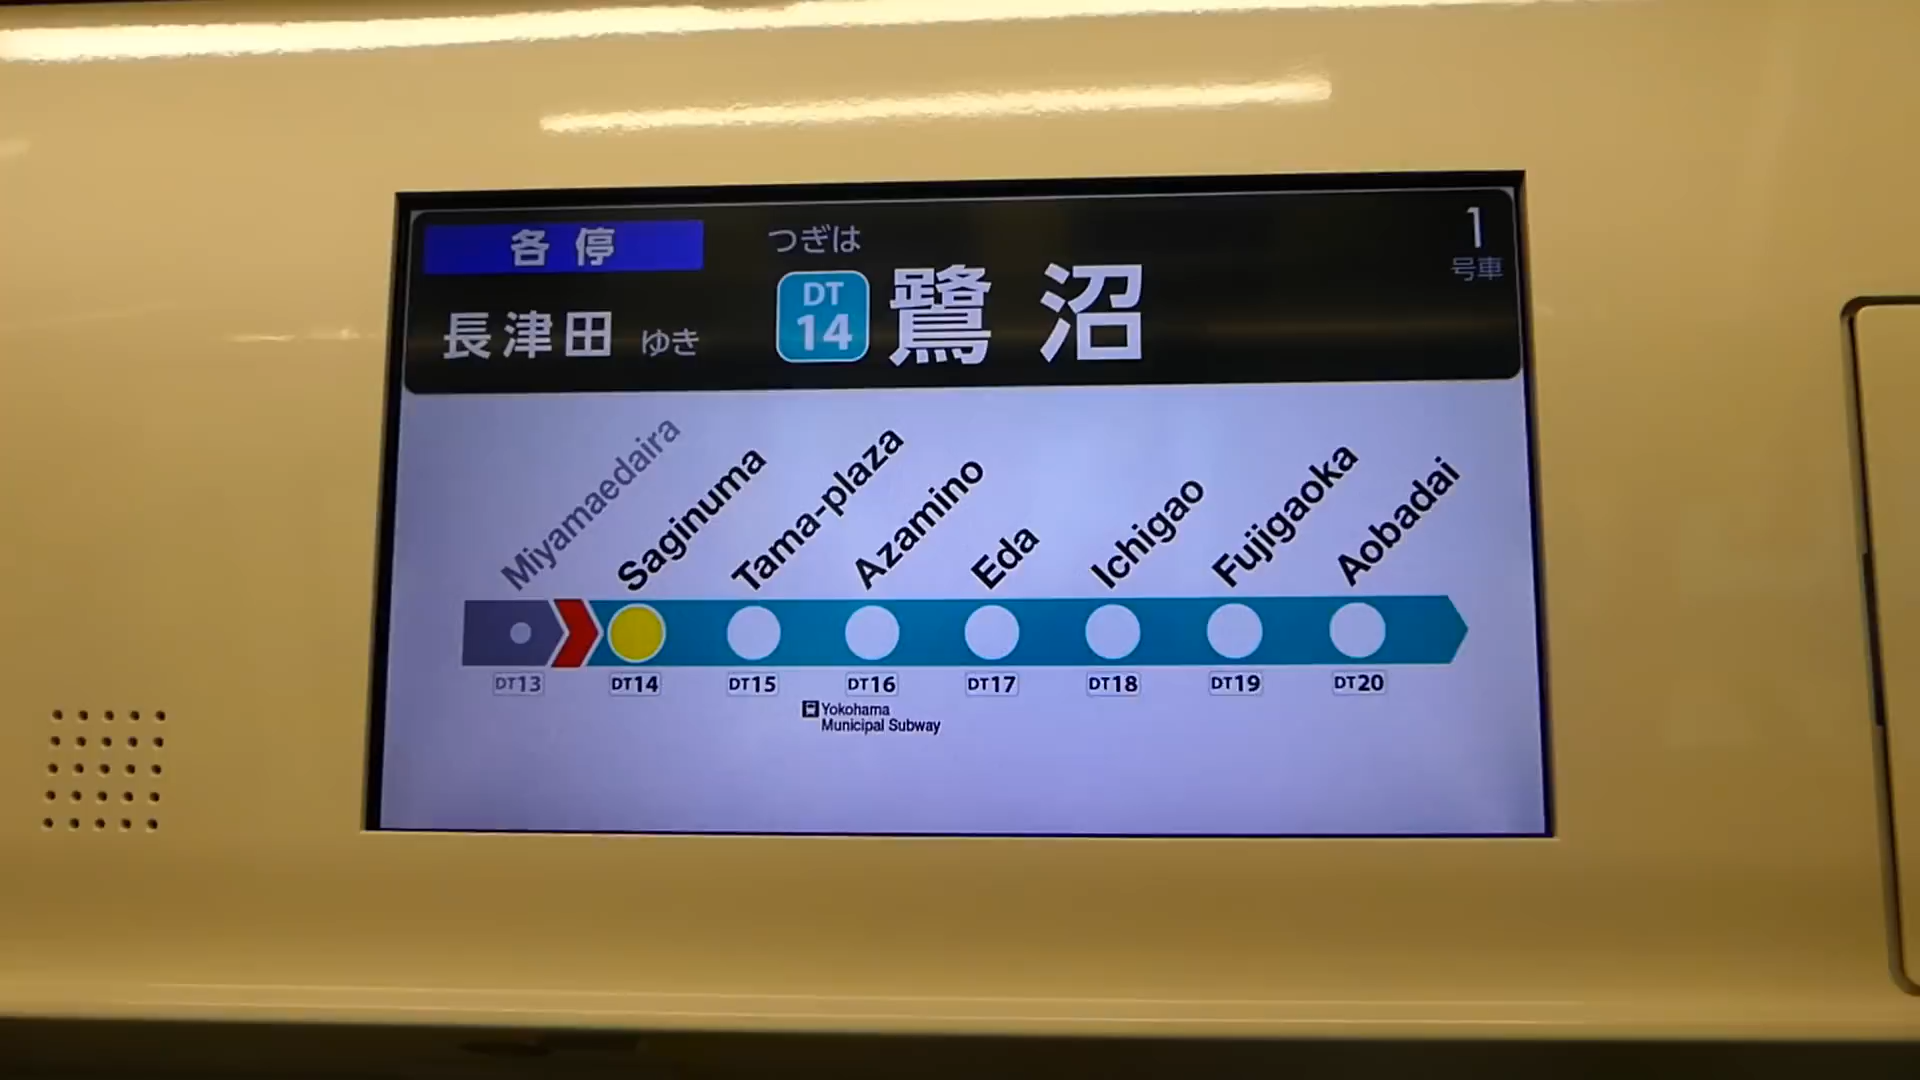 各停
つぎは
1
号車
長津田 ゆき
DT
14
鷺沼
Miyamaedaira
Saginuma
Tama-plaza
Azamino
Eda
Ichigao
Fujigaoka
Aobadai
DT13
DT14
DT15
DT16
DT17
DT18
DT19
DT20
Yokohama
Municipal Subway